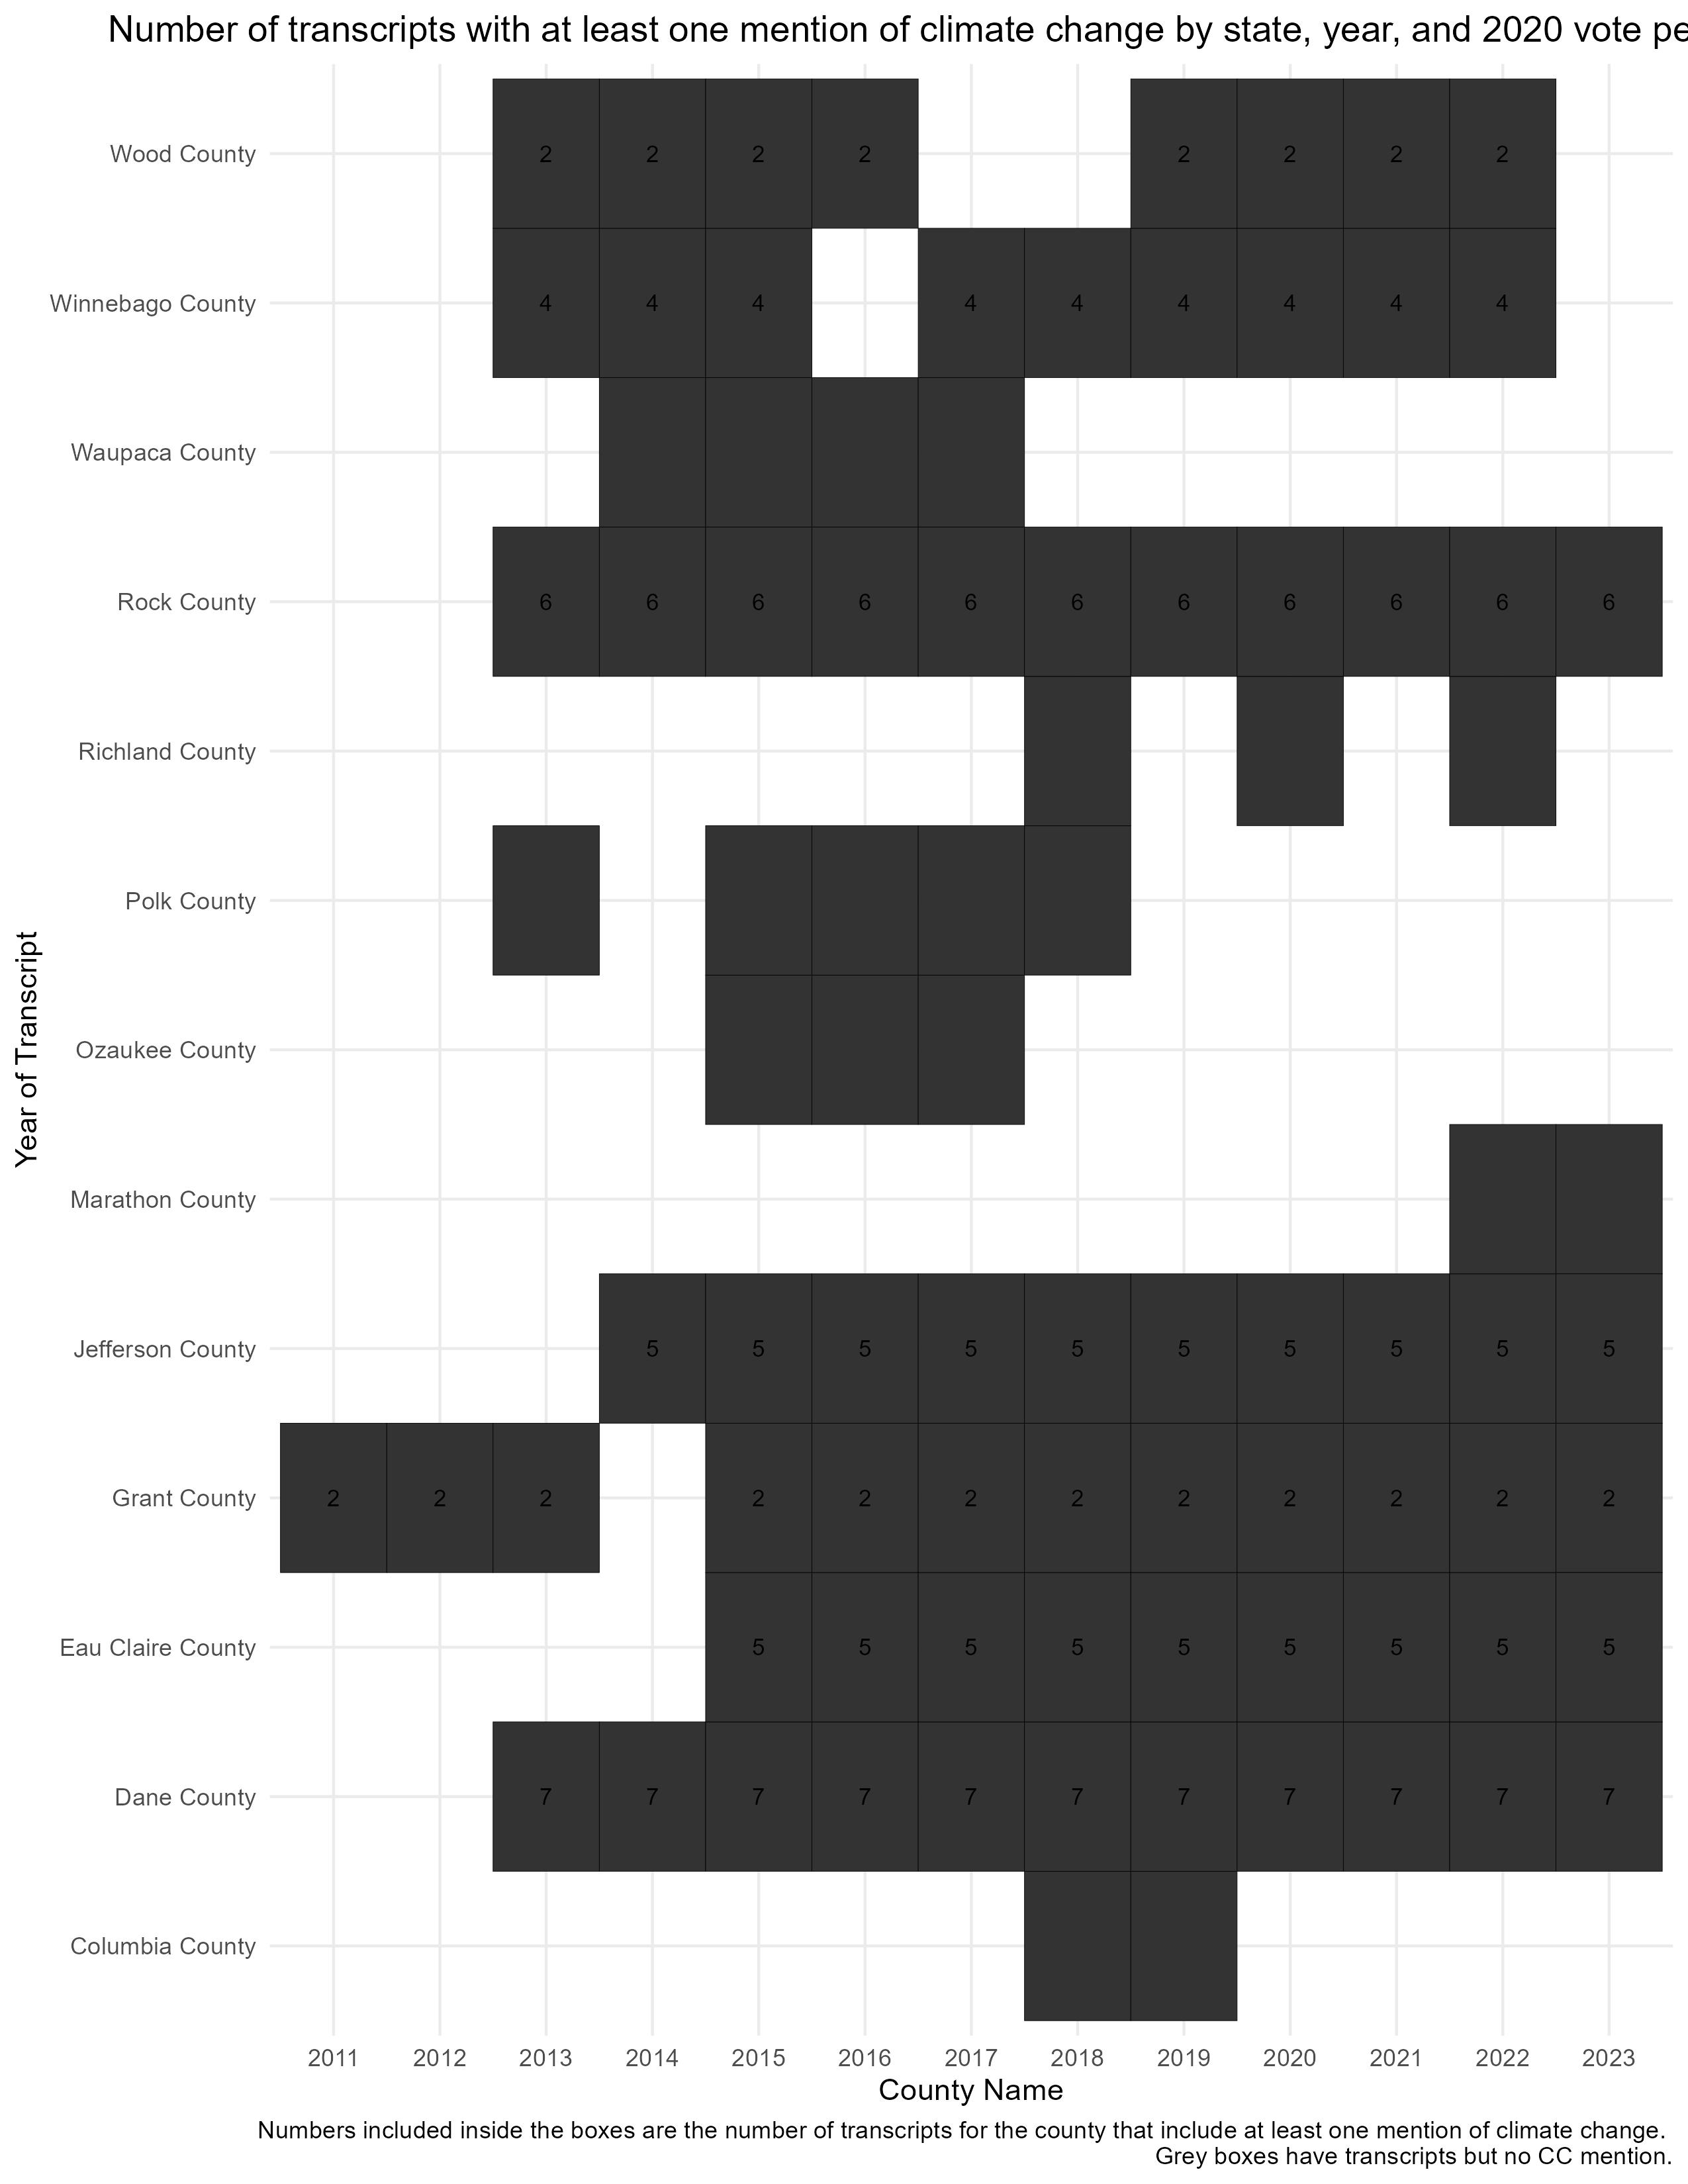 Number of transcripts with at least one mention of climate change by state, year, and 2020 vote pe
Wood County
2 2 2 2 2 2 2 2
Winnebago County
4 4 4 4 4 4 4 4 4
Waupaca County
Rock County
6 6 6 6 6 6 6 6 6 6 6
Richland County
Polk County
Ozaukee County
Marathon County
Jefferson County
5 5 5 5 5 5 5 5 5 5
Grant County
2 2 2 2 2 2 2 2 2 2 2 2
Eau Claire County
5 5 5 5 5 5 5 5 5
Dane County
7 7 7 7 7 7 7 7 7 7 7
Columbia County
Year of Transcript
2011 2012 2013 2014 2015 2016 2017 2018 2019 2020 2021 2022 2023
County Name
Numbers included inside the boxes are the number of transcripts for the county that include at least one mention of climate change.
Grey boxes have transcripts but no CC mention.